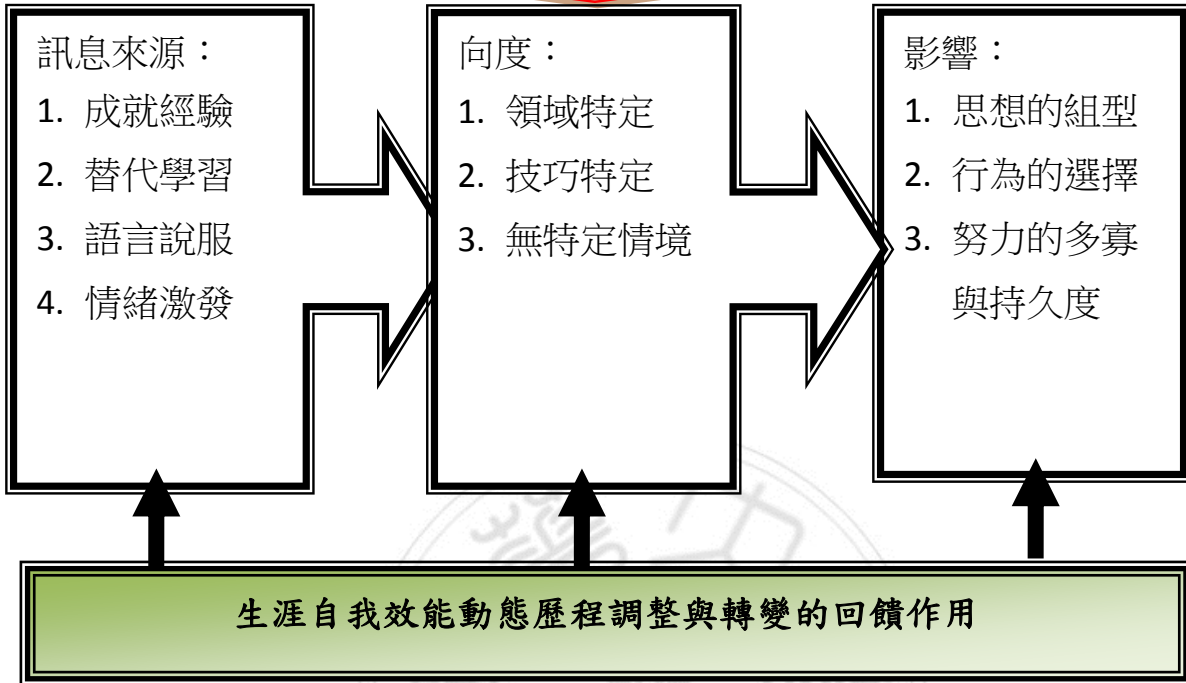 訊息來源：
1. 成就經驗
2. 替代學習
3. 語言說服
4. 情緒激發
向度：
1. 領域特定
2. 技巧特定
3. 無特定情境
影響：
1. 思想的組型
2. 行為的選擇
3. 努力的多寡
與持久度
生涯自我效能動態歷程調整與轉變的回饋作用